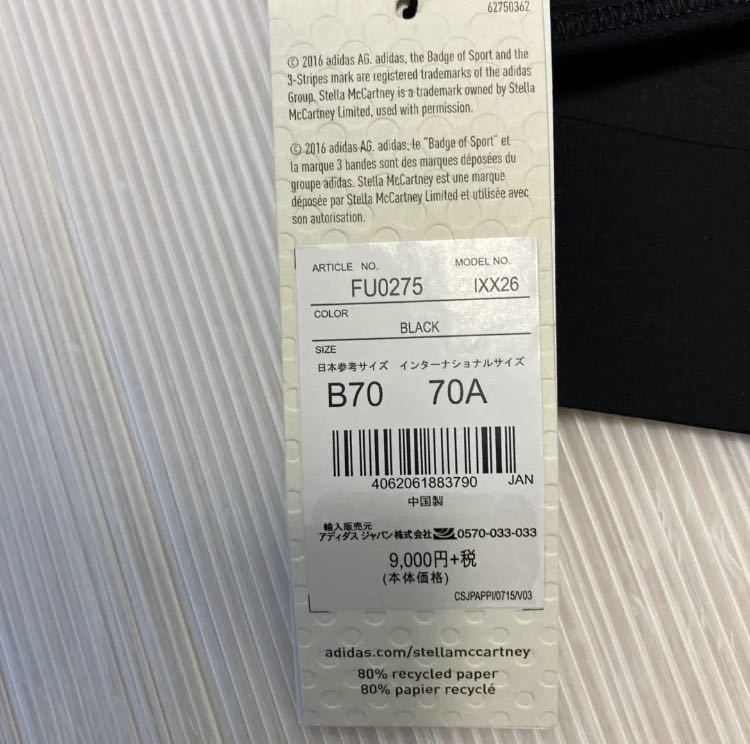 62750362
© 2016 adidas AG. adidas, the Badge of Sport and the
3-Stripes mark are registered trademarks of the adidas
Group. Stella McCartney is a trademark owned by Stella
McCartney Limited, used with permission.
© 2016 adidas AG. adidas, le "Badge of Sport" et
la marque 3 bandes sont des marques déposées du
groupe adidas. Stella McCartney est une marque
déposée par Stella McCartney Limited et utilisée avec
son autorisation.
ARTICLE NO. MODEL NO.
FU0275 IXX26
COLOR
BLACK
SIZE
日本参考サイズ インターナショナルサイズ
B70 70A
4062061883790 JAN
中国製
輸入販売元
アディダス ジャパン株式会社 0570-033-033
9,000円+税
(本体価格)
CSJPAPPI/0715/V03
adidas.com/stellamccartney
80% recycled paper
80% papier recyclé